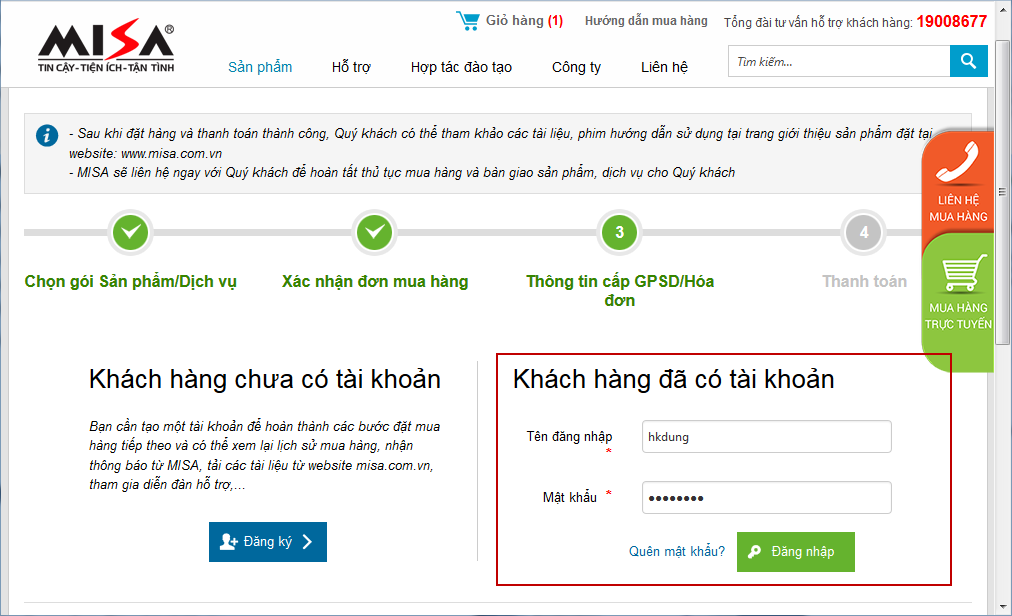 MISA®
TIN CẬY-TIỆN ÍCH-TẬN TÌNH
Giỏ hàng (1) Hướng dẫn mua hàng Tổng đài tư vấn hỗ trợ khách hàng: 19008677
Sản phẩm Hỗ trợ Hợp tác đào tạo Công ty Liên hệ
Tìm kiếm...
- Sau khi đặt hàng và thanh toán thành công, Quý khách có thể tham khảo các tài liệu, phim hướng dẫn sử dụng tại trang giới thiệu sản phẩm đặt tại
website: www.misa.com.vn
- MISA sẽ liên hệ ngay với Quý khách để hoàn tất thủ tục mua hàng và bàn giao sản phẩm, dịch vụ cho Quý khách
LIÊN HỆ
MUA HÀNG
MUA HÀNG
TRỰC TUYẾN
3 4
Chọn gói Sản phẩm/Dịch vụ Xác nhận đơn mua hàng Thông tin cấp GPSD/Hóa
đơn
Thanh toán
Khách hàng chưa có tài khoản
Bạn cần tạo một tài khoản để hoàn thành các bước đặt mua
hàng tiếp theo và có thể xem lại lịch sử mua hàng, nhận
thông báo từ MISA, tải các tài liệu từ website misa.com.vn,
tham gia diễn đàn hỗ trợ,...
Đăng ký
Khách hàng đã có tài khoản
Tên đăng nhập * hkdung
Mật khẩu * ••••••••
Quên mật khẩu? Đăng nhập